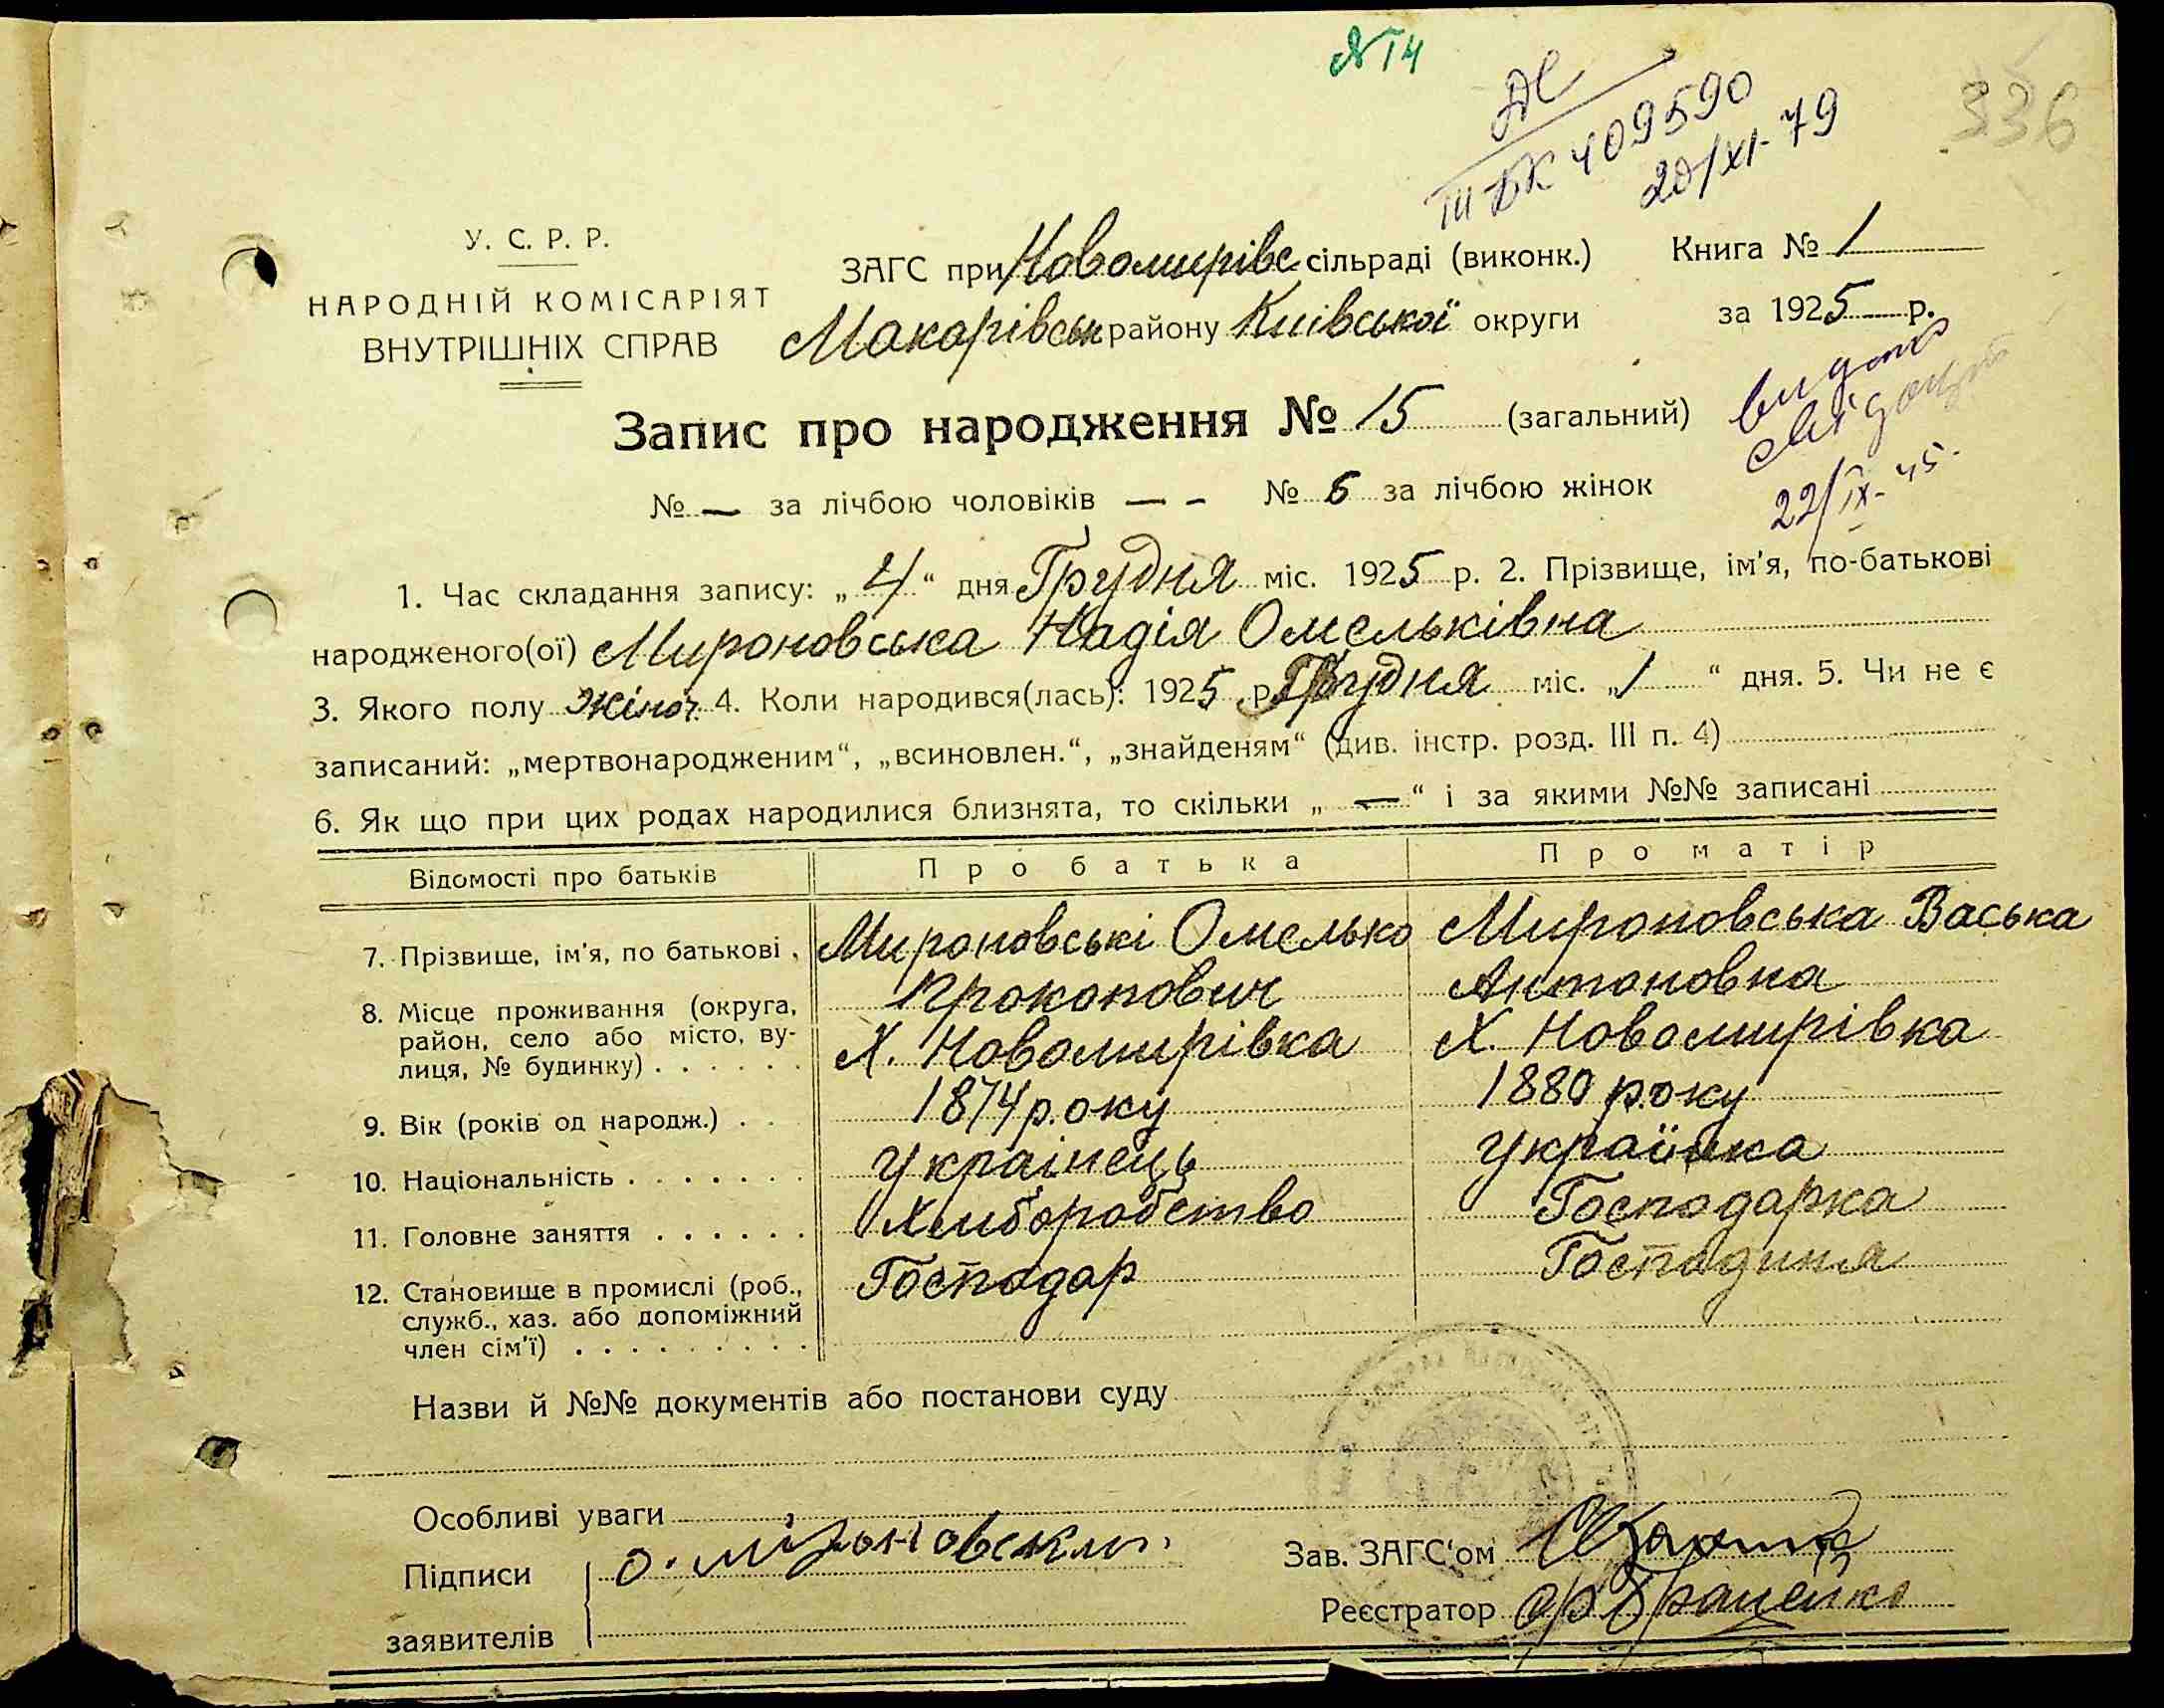 № 14
336
III БК 409590
20/XI-79
У. С. Р. Р.
НАРОДНІЙ КОМІСАРІЯТ
ВНУТРІШНІХ СПРАВ
ЗАГС при Новомирівс сільраді (виконк.) Книга № 1
Макарівськ району Київської округи за 1925 р.
видано
22/IX-45.
Запис про народження № 15 (загальний)
№ — за лічбою чоловіків — – № 6 за лічбою жінок
1. Час складання запису: „4“ дня Грудня міс. 1925 р. 2. Прізвище, ім'я, по-батькові
народженого(ої) Мироновська Надія Омельківна
3. Якого полу жіноч. 4. Коли народився(лась): 1925 р. Грудня міс. „1“ дня. 5. Чи не є
записаний: „мертвонародженим“, „всиновлен.“, „знайденям“ (див. інстр. розд. III п. 4)
6. Як що при цих родах народилися близнята, то скільки „ — “ і за якими №№ записані
Відомості про батьків Про батька Про матір
7. Прізвище, ім'я, по батькові . Мироновські Омелько Мироновська Васька
Прокопович Антоновна
8. Місце проживання (округа,
район, село або місто, ву-
лиця, № будинку) . . . . . . Х. Новомирівка Х. Новомирівка
9. Вік (років од народж.) . . 1874 року 1880 року
10. Національність . . . . . . . Українець Українка
11. Головне заняття . . . . . . Хліборобство Господарка
12. Становище в промислі (роб.,
служб., хаз. або допоміжний
член сім'ї) . . . . . . . . . Господар Господиня
Назви й №№ документів або постанови суду
Особливі уваги
Підписи
заявителів
О.
Зав. ЗАГС'ом
Реєстратор